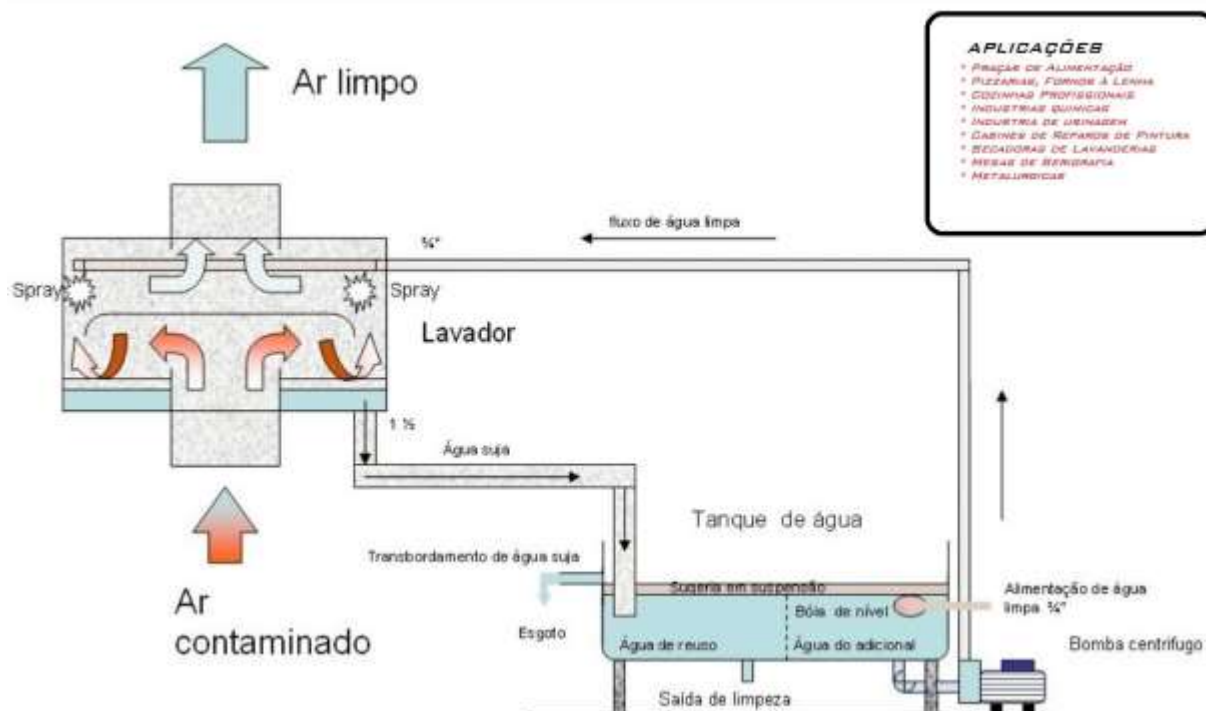 APLICAÇÕES
* PRAÇAS DE ALIMENTAÇÃO
* PIZZARIAS, FORNOS À LENHA
* COZINHAS PROFISSIONAIS
* INDUSTRIAS QUIMICAS
* INDUSTRIA DE USINAGEM
* CABINES DE REPAROS DE PINTURA
* SECADORAS DE LAVANDERIAS
* MESAS DE SERIGRAFIA
* METALURGICAS
Ar limpo
fluxo de água limpa
¾"
Spray
Spray
Lavador
1 ½
Água suja
Tanque de água
Transbordamento de água suja
Sugeria em suspensão
Alimentação de água
limpa ¾"
Ar
contaminado
Bóia de nível
Esgoto
Água de reuso
Água do adicional
Bomba centrifugo
Saída de limpeza